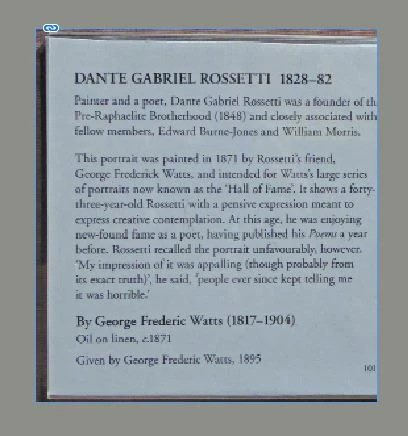 DANTE GABRIEL ROSSETTI 1828–82
Painter and a poet, Dante Gabriel Rossetti was a founder of th
Pre-Raphaelite Brotherhood (1848) and closely associated with
fellow members, Edward Burne-Jones and William Morris.
This portrait was painted in 1871 by Rossetti's friend,
George Frederick Watts, and intended for Watts's large series
of portraits now known as the 'Hall of Fame'. It shows a forty-
three-year-old Rossetti with a pensive expression meant to
express creative contemplation. At this age, he was enjoying
new-found fame as a poet, having published his Poems a year
before. Rossetti recalled the portrait unfavourably, however.
'My impression of it was appalling (though probably from
its exact truth)', he said, 'people ever since kept telling me
it was horrible.'
By George Frederic Watts (1817–1904)
Oil on linen, c.1871
Given by George Frederic Watts, 1895
101